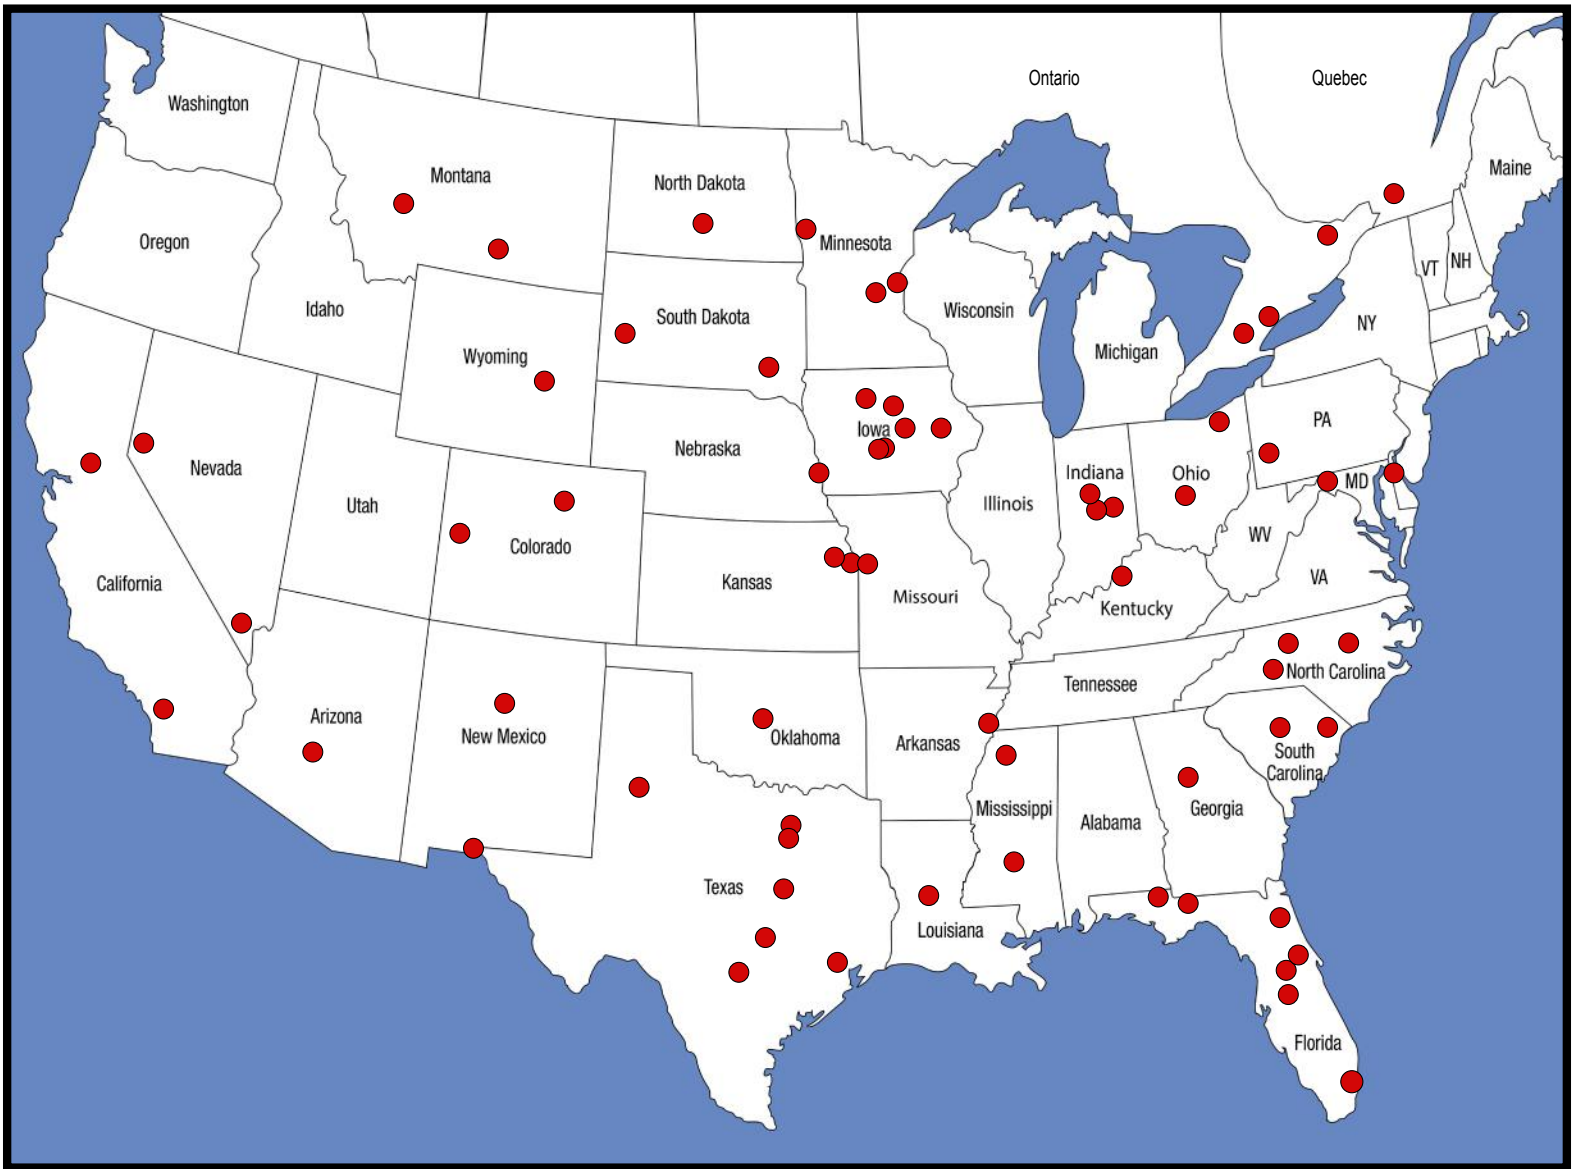 Ontario
Quebec
Washington
Maine
Montana
North Dakota
Oregon
Minnesota
VT
NH
Idaho
Wisconsin
South Dakota
NY
Wyoming
Michigan
PA
Iowa
Nebraska
Nevada
Indiana
Ohio
MD
Utah
Illinois
WV
Colorado
California
Kansas
VA
Missouri
Kentucky
North Carolina
Tennessee
Arizona
New Mexico
Oklahoma
Arkansas
South
Carolina
Mississippi
Georgia
Alabama
Texas
Louisiana
Florida